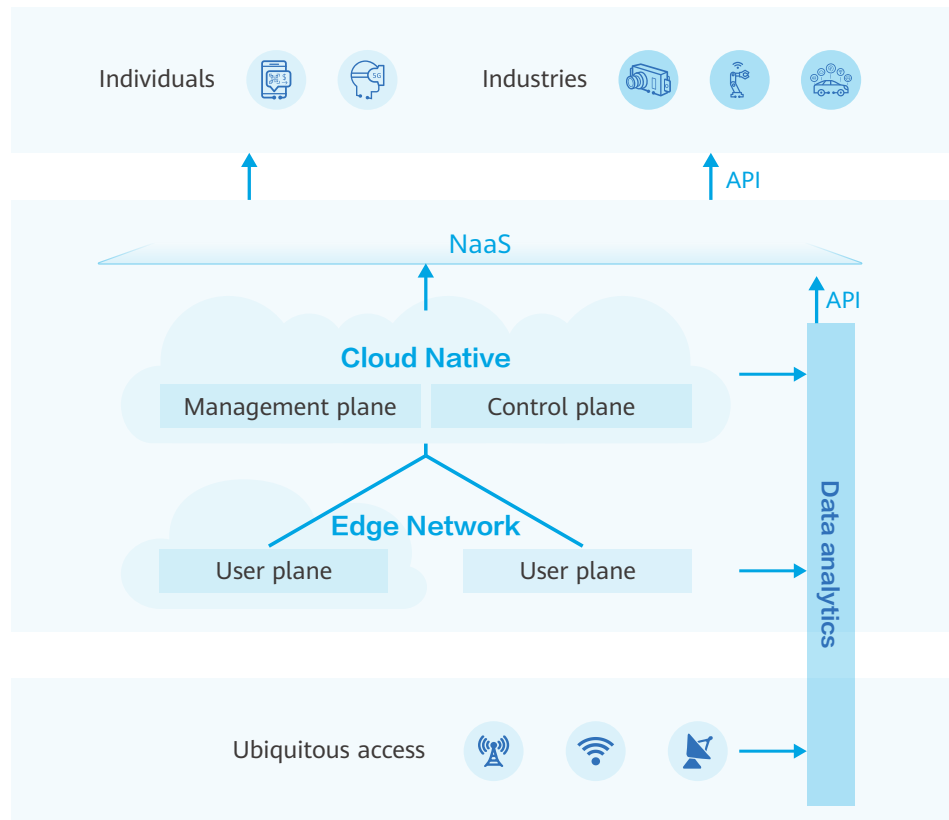 Individuals
5G
Industries
API
NaaS
API
Cloud Native
Management plane
Control plane
Edge Network
User plane
User plane
Data analytics
Ubiquitous access